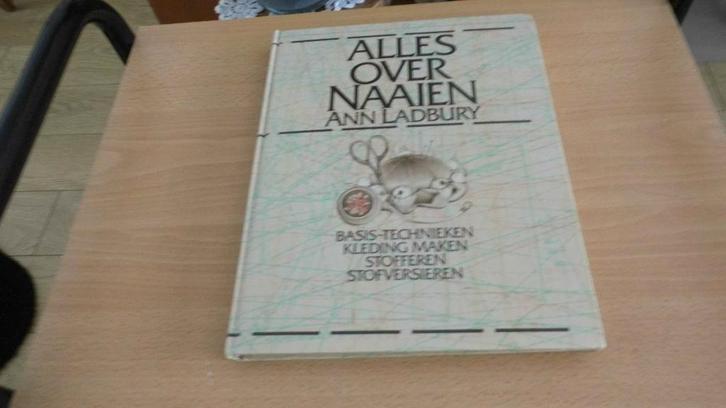 ALLES
OVER
NAAIEN
ANN LADBURY
BASIS-TECHNIEKEN
KLEDING MAKEN
STOFFEREN
STOFVERSIEREN